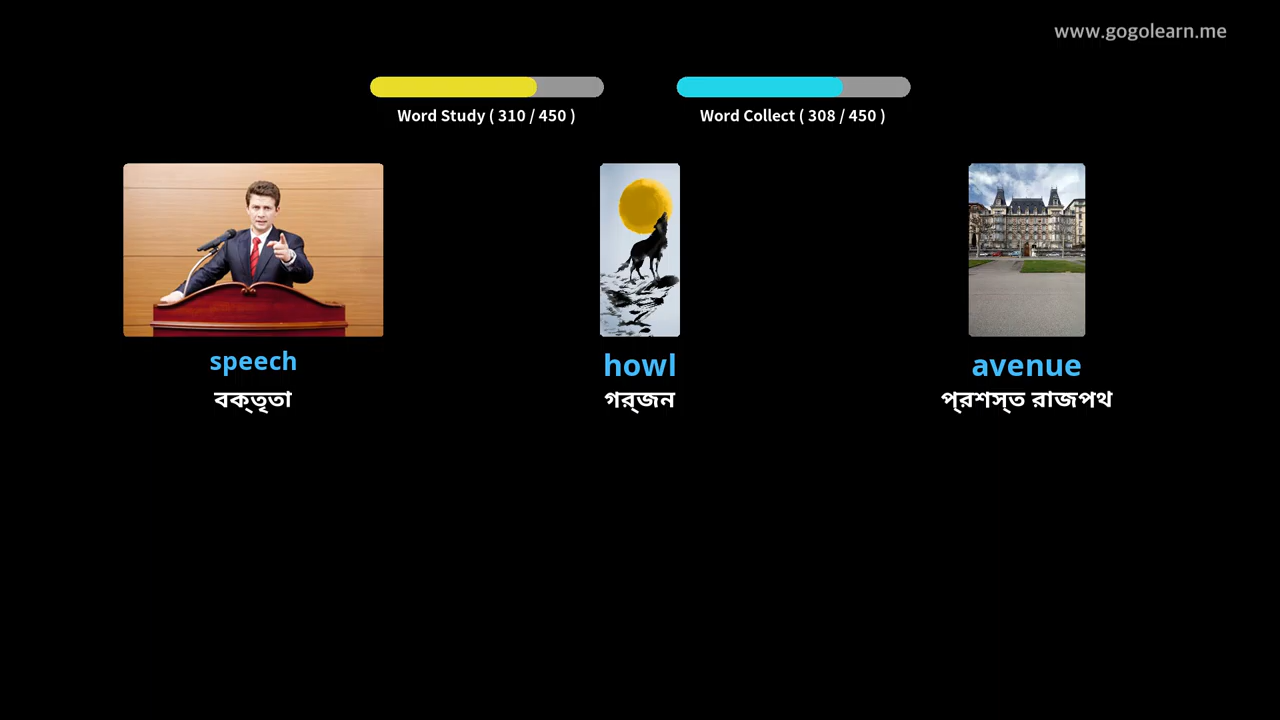 www.gogolearn.me
Word Study ( 310 / 450 )
Word Collect ( 308 / 450 )
speech
howl
avenue
বক্তৃতা
গর্জন
প্রশস্ত রাজপথ